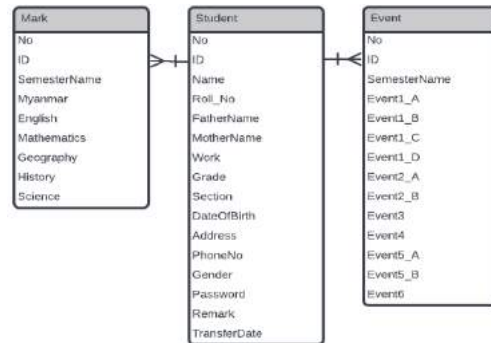 Mark
No
ID
SemesterName
Myanmar
English
Mathematics
Geography
History
Science
Student
No
ID
Name
Roll_No
FatherName
MotherName
Work
Grade
Section
DateOfBirth
Address
PhoneNo
Gender
Password
Remark
TransferDate
Event
No
ID
SemesterName
Event1_A
Event1_B
Event1_C
Event1_D
Event2_A
Event2_B
Event3
Event4
Event5_A
Event5_B
Event6